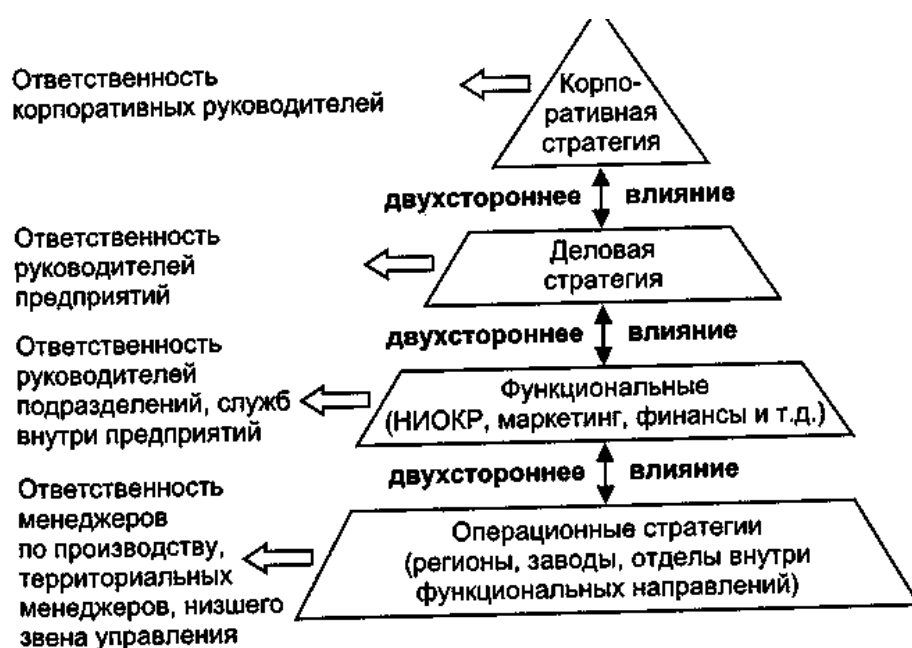 Ответственность
корпоративных руководителей
Корпо-
ративная
стратегия
двухстороннее влияние
Ответственность
руководителей
предприятий
Деловая
стратегия
двухстороннее влияние
Ответственность
руководителей
подразделений, служб
внутри предприятий
Функциональные
(НИОКР, маркетинг, финансы и т.д.)
двухстороннее влияние
Ответственность
менеджеров
по производству,
территориальных
менеджеров, низшего
звена управления
Операционные стратегии
(регионы, заводы, отделы внутри
функциональных направлений)